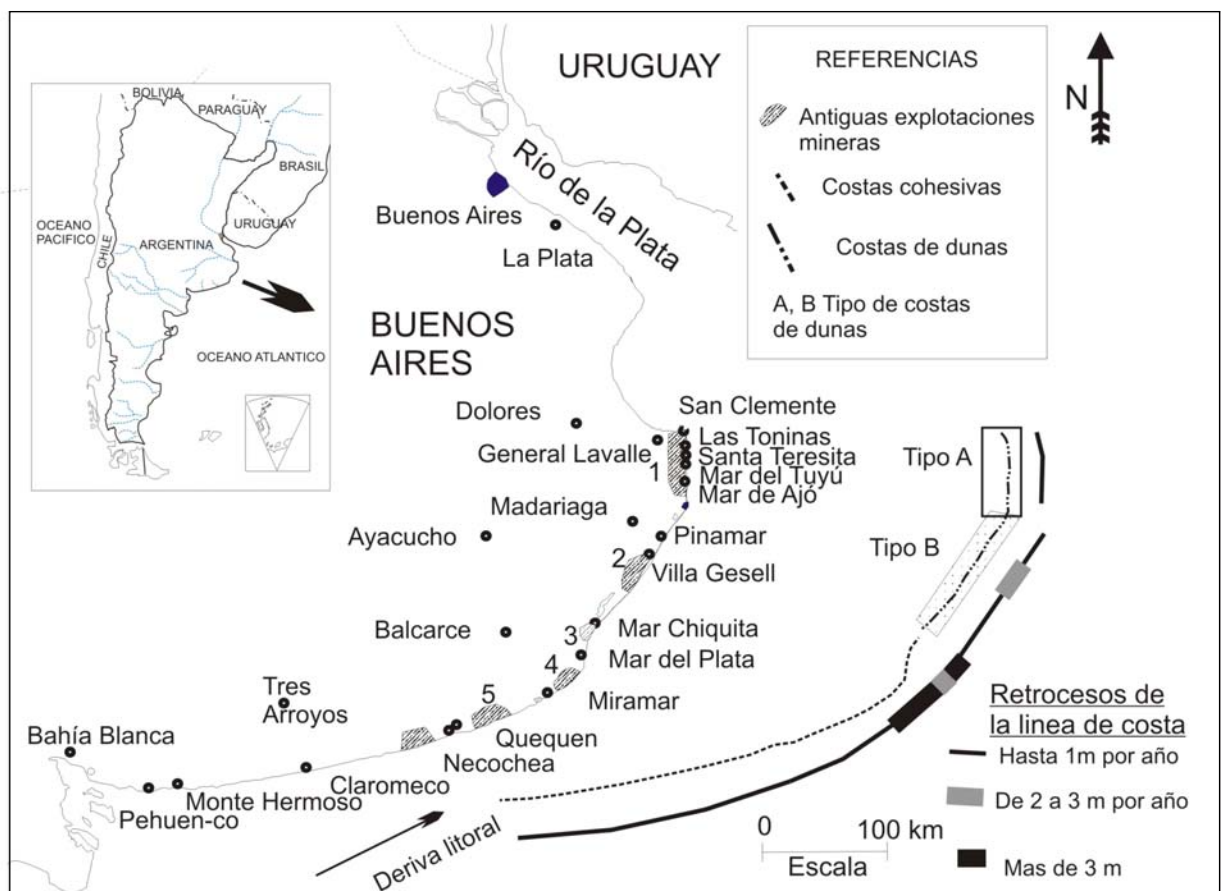 BOLIVIA
PARAGUAY
BRASIL
URUGUAY
OCEANO
PACIFICO
CHILE
ARGENTINA
OCEANO ATLANTICO
URUGUAY
Río de la Plata
Buenos Aires
La Plata
BUENOS
AIRES
REFERENCIAS
Antiguas explotaciones
mineras
Costas cohesivas
Costas de dunas
A, B Tipo de costas
de dunas
N
Dolores
San Clemente
General Lavalle
Las Toninas
Santa Teresita
1
Mar del Tuyú
Mar de Ajó
Madariaga
Ayacucho
Pinamar
2
Villa Gesell
Balcarce
3
Mar Chiquita
4
Mar del Plata
Miramar
5
Tres
Arroyos
Quequen
Necochea
Bahía Blanca
Claromeco
Monte Hermoso
Pehuen-co
Deriva litoral
Tipo A
Tipo B
Retrocesos de
la linea de costa
Hasta 1m por año
De 2 a 3 m por año
Mas de 3 m
0 100 km
Escala